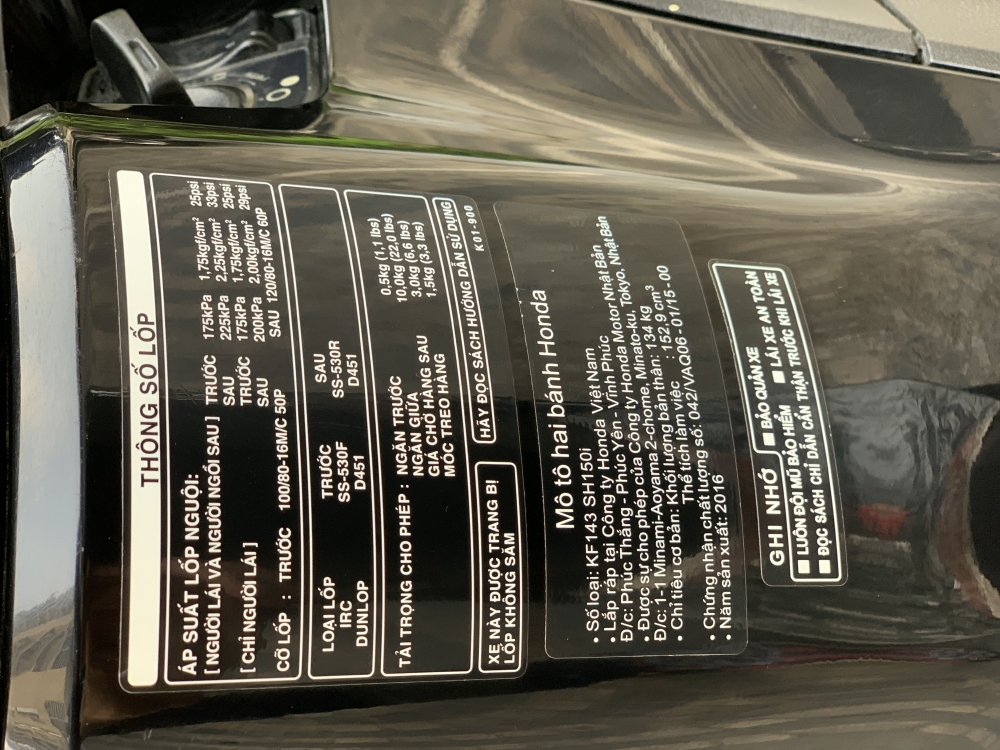 THÔNG SỐ LỐP
ÁP SUẤT LỐP NGUỘI:
[ NGƯỜI LÁI VÀ NGƯỜI NGỒI SAU ] TRƯỚC 175kPa 1,75kgf/cm² 25psi
SAU 225kPa 2,25kgf/cm² 33psi
[ CHỈ NGƯỜI LÁI ] TRƯỚC 175kPa 1,75kgf/cm² 25psi
SAU 200kPa 2,00kgf/cm² 29psi
CỠ LỐP : TRƯỚC 100/80-16M/C 50P SAU 120/80-16M/C 60P
LOẠI LỐP TRƯỚC SAU
IRC SS-530F SS-530R
DUNLOP D451 D451
TẢI TRỌNG CHO PHÉP : NGĂN TRƯỚC 0,5kg (1,1 lbs)
NGĂN GIỮA 10,0kg (22,0 lbs)
GIÁ CHỞ HÀNG SAU 3,0kg (6,6 lbs)
MÓC TREO HÀNG 1,5kg (3,3 lbs)
XE NÀY ĐƯỢC TRANG BỊ
LỐP KHÔNG SĂM
HÃY ĐỌC SÁCH HƯỚNG DẪN SỬ DỤNG
K01-900
Mô tô hai bánh Honda
• Số loại: KF143 SH150i
• Lắp ráp tại Công ty Honda Việt Nam
Đ/c: Phúc Thắng - Phúc Yên - Vĩnh Phúc
• Được sự cho phép của Công ty Honda Motor Nhật Bản
Đ/c: 1-1 Minami-Aoyama 2-chome, Minato-ku, Tokyo, Nhật Bản
• Chỉ tiêu cơ bản: Khối lượng bản thân: 134 kg
Thể tích làm việc : 152,9 cm³
• Chứng nhận chất lượng số: 042/VAQ06 - 01/15 - 00
• Năm sản xuất: 2016
GHI NHỚ
■ BẢO QUẢN XE
■ LUÔN ĐỘI MŨ BẢO HIỂM ■ LÁI XE AN TOÀN
■ ĐỌC SÁCH CHỈ DẪN CẨN THẬN TRƯỚC KHI LÁI XE